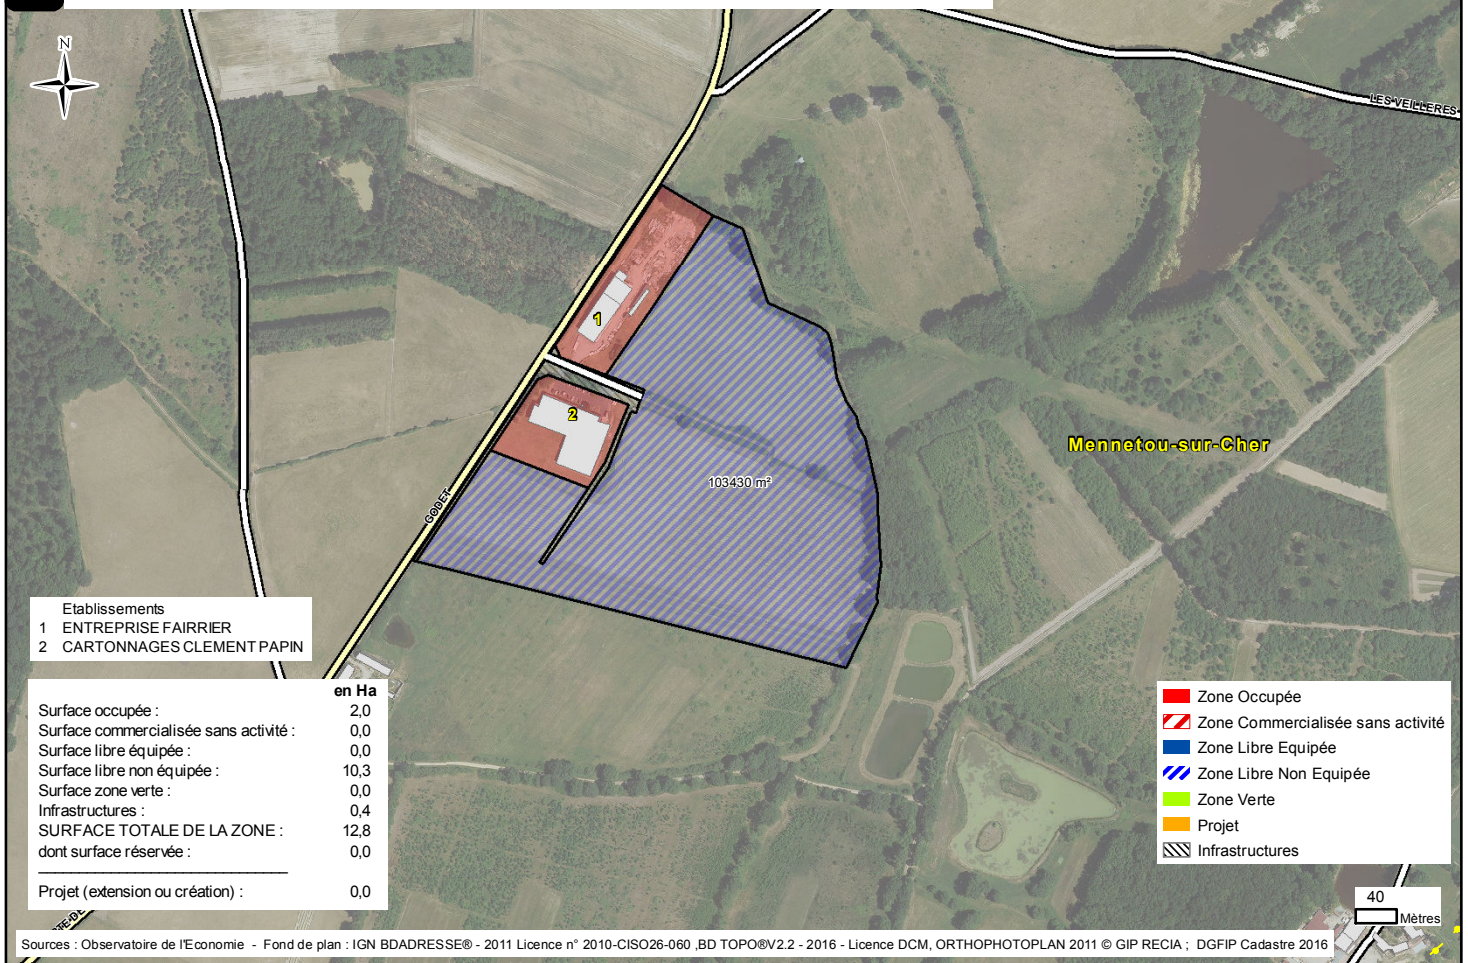 N
LES VEILLERES
1
2
Mennetou-sur-Cher
103430 m²
GODET
Etablissements
1 ENTREPRISE FAIRRIER
2 CARTONNAGES CLEMENT PAPIN
en Ha
Surface occupée : 2,0
Surface commercialisée sans activité : 0,0
Surface libre équipée : 0,0
Surface libre non équipée : 10,3
Surface zone verte : 0,0
Infrastructures : 0,4
SURFACE TOTALE DE LA ZONE : 12,8
dont surface réservée : 0,0
Projet (extension ou création) : 0,0
Zone Occupée
Zone Commercialisée sans activité
Zone Libre Equipée
Zone Libre Non Equipée
Zone Verte
Projet
Infrastructures
40
Mètres
Sources : Observatoire de l'Economie - Fond de plan : IGN BDADRESSE® - 2011 Licence n° 2010-CISO26-060 ,BD TOPO®V2.2 - 2016 - Licence DCM, ORTHOPHOTOPLAN 2011 © GIP RECIA ; DGFIP Cadastre 2016